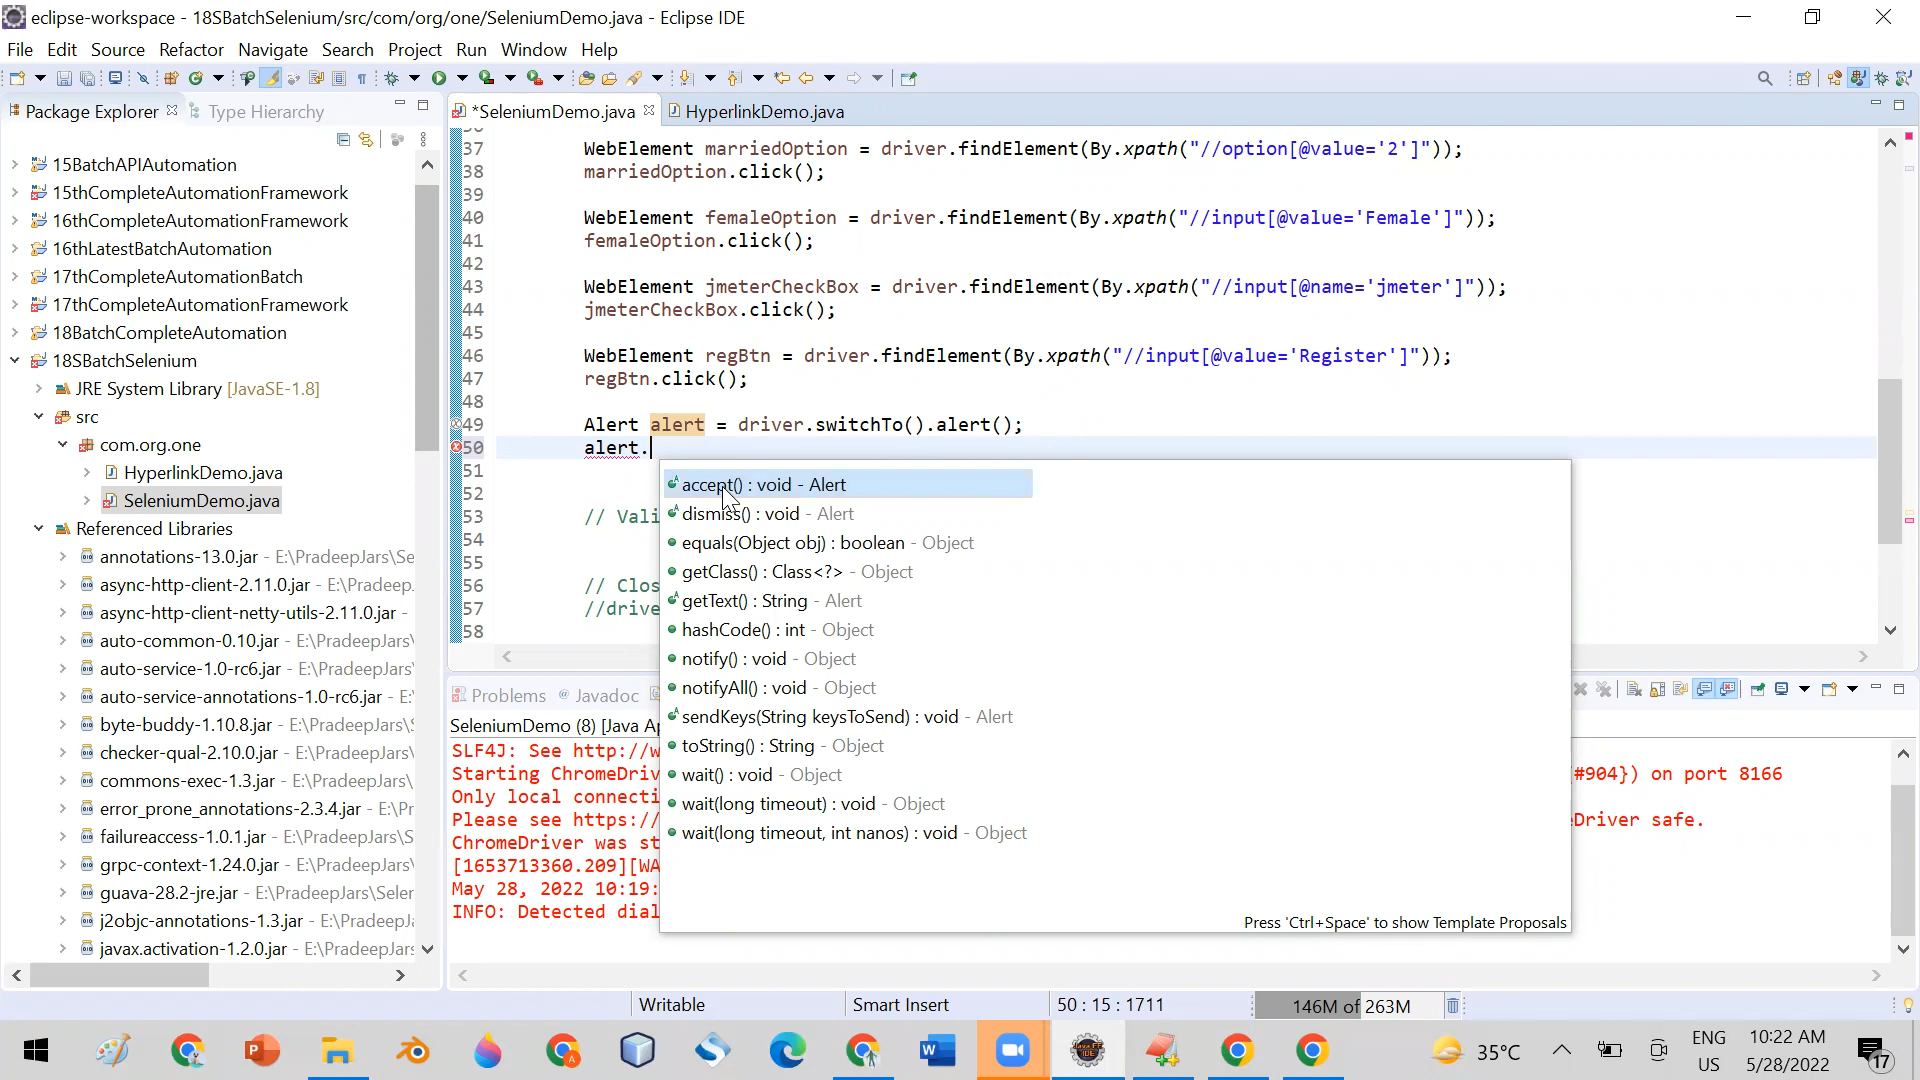 eclipse-workspace - 18SBatchSelenium/src/com/org/one/SeleniumDemo.java - Eclipse IDE
File Edit Source Refactor Navigate Search Project Run Window Help
Package Explorer Type Hierarchy
*SeleniumDemo.java HyperlinkDemo.java
15BatchAPIAutomation
15thCompleteAutomationFramework
16thCompleteAutomationFramework
16thLatestBatchAutomation
17thCompleteAutomationBatch
17thCompleteAutomationFramework
18BatchCompleteAutomation
18SBatchSelenium
JRE System Library [JavaSE-1.8]
src
com.org.one
HyperlinkDemo.java
SeleniumDemo.java
Referenced Libraries
annotations-13.0.jar - E:\PradeepJars\Se
async-http-client-2.11.0.jar - E:\Pradeep.
async-http-client-netty-utils-2.11.0.jar -
auto-common-0.10.jar - E:\PradeepJars\
auto-service-1.0-rc6.jar - E:\PradeepJars\
auto-service-annotations-1.0-rc6.jar - E:
byte-buddy-1.10.8.jar - E:\PradeepJars\S
checker-qual-2.10.0.jar - E:\PradeepJars\
commons-exec-1.3.jar - E:\PradeepJars\
error_prone_annotations-2.3.4.jar - E:\P
failureaccess-1.0.1.jar - E:\PradeepJars\S
grpc-context-1.24.0.jar - E:\PradeepJars\
guava-28.2-jre.jar - E:\PradeepJars\Seler
j2objc-annotations-1.3.jar - E:\PradeepJ
javax.activation-1.2.0.jar - E:\PradeepJars
37 WebElement marriedOption = driver.findElement(By.xpath("//option[@value='2']"));
38 marriedOption.click();
39
40 WebElement femaleOption = driver.findElement(By.xpath("//input[@value='Female']"));
41 femaleOption.click();
42
43 WebElement jmeterCheckBox = driver.findElement(By.xpath("//input[@name='jmeter']"));
44 jmeterCheckBox.click();
45
46 WebElement regBtn = driver.findElement(By.xpath("//input[@value='Register']"));
47 regBtn.click();
48
49 Alert alert = driver.switchTo().alert();
50 alert.
51
52
53 // Vali
54
55
56 // Clos
57 //drive
58
accept() : void - Alert
dismiss() : void - Alert
equals(Object obj) : boolean - Object
getClass() : Class<?> - Object
getText() : String - Alert
hashCode() : int - Object
notify() : void - Object
notifyAll() : void - Object
sendKeys(String keysToSend) : void - Alert
toString() : String - Object
wait() : void - Object
wait(long timeout) : void - Object
wait(long timeout, int nanos) : void - Object
Press 'Ctrl+Space' to show Template Proposals
Problems @ Javadoc
SeleniumDemo (8) [Java Ap
SLF4J: See http://w
Starting ChromeDriv #904}) on port 8166
Only local connecti
Please see https:// Driver safe.
ChromeDriver was st
[1653713360.209][WA
May 28, 2022 10:19:
INFO: Detected dial
Writable Smart Insert 50 : 15 : 1711 146M of 263M
35°C ENG US 10:22 AM 5/28/2022 17